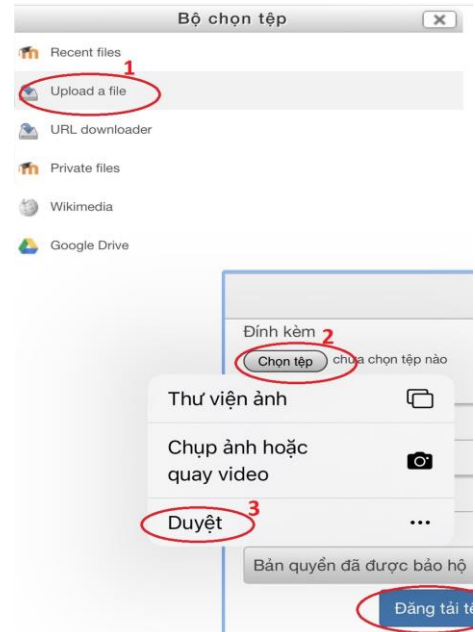 Bộ chọn tệp
Recent files
1
Upload a file
URL downloader
Private files
Wikimedia
Google Drive
Đính kèm
2
Chọn tệp chưa chọn tệp nào
Thư viện ảnh
Chụp ảnh hoặc
quay video
3
Duyệt
Bản quyền đã được bảo hộ
Đăng tải